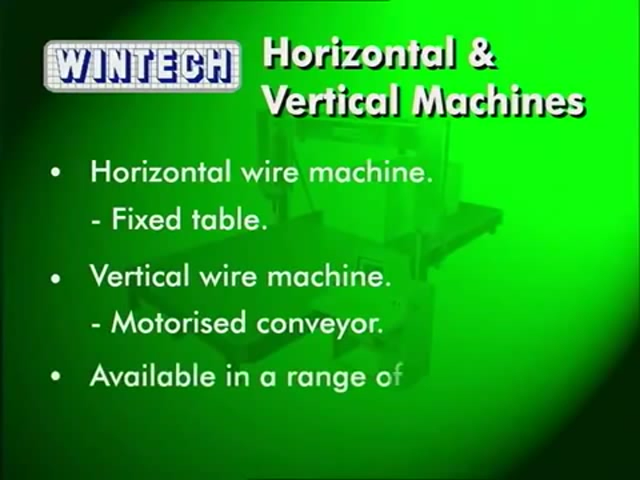 WINTECH
Horizontal &
Vertical Machines
• Horizontal wire machine.
- Fixed table.
• Vertical wire machine.
- Motorised conveyor.
• Available in a range of